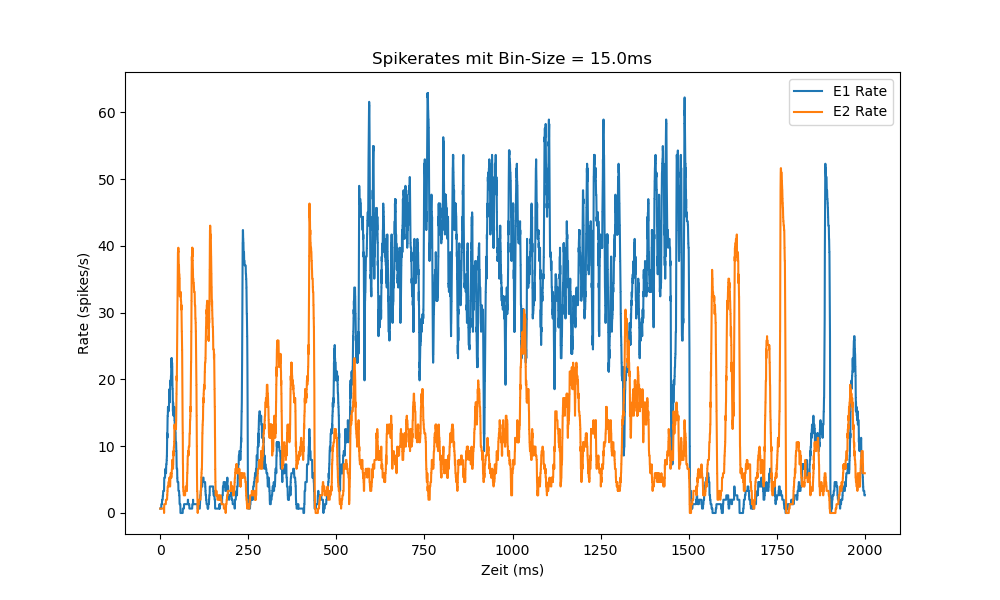 Spikerates mit Bin-Size = 15.0ms
E1 Rate
E2 Rate
60
50
40
30
20
10
0
Rate (spikes/s)
0 250 500 750 1000 1250 1500 1750 2000
Zeit (ms)